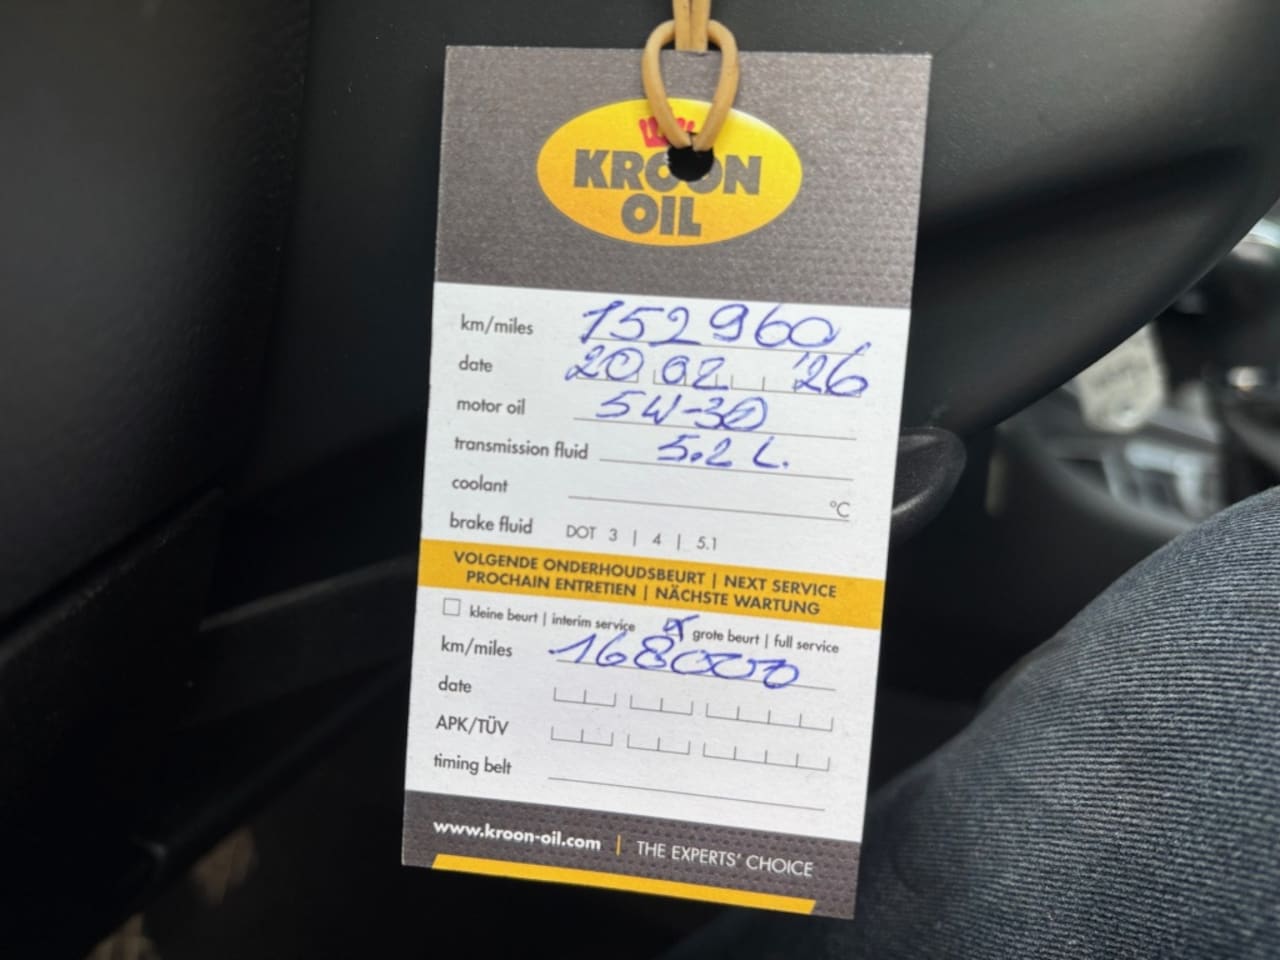 KROON
OIL
km/miles 152960
date 20 02 '26
motor oil 5W-30
transmission fluid 5.2 L.
coolant °C
brake fluid DOT 3 | 4 | 5.1
VOLGENDE ONDERHOUDSBEURT | NEXT SERVICE
PROCHAIN ENTRETIEN | NÄCHSTE WARTUNG
kleine beurt | interim service grote beurt | full service
km/miles 168000
date
APK/TÜV
timing belt
www.kroon-oil.com | THE EXPERTS' CHOICE